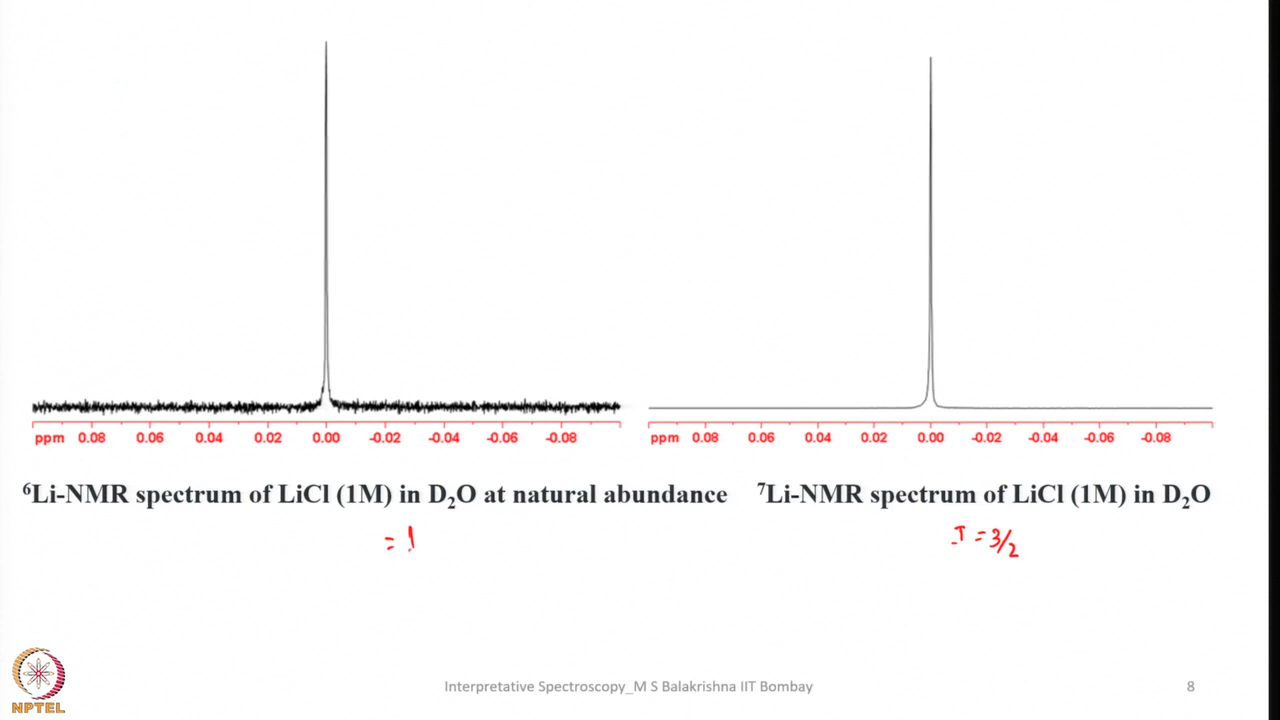 ppm 0.08 0.06 0.04 0.02 0.00 -0.02 -0.04 -0.06 -0.08
ppm 0.08 0.06 0.04 0.02 0.00 -0.02 -0.04 -0.06 -0.08
⁶Li-NMR spectrum of LiCl (1M) in D₂O at natural abundance
⁷Li-NMR spectrum of LiCl (1M) in D₂O
= 1
I = 3/2
NPTEL
Interpretative Spectroscopy_M S Balakrishna IIT Bombay
8